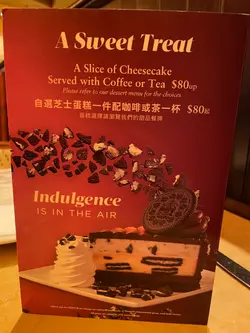 A Sweet Treat
A Slice of Cheesecake
Served with Coffee or Tea $80up
Please refer to our dessert menu for the choices
自選芝士蛋糕一件配咖啡或茶一杯 $80起
Indulgence
IS IN THE AIR